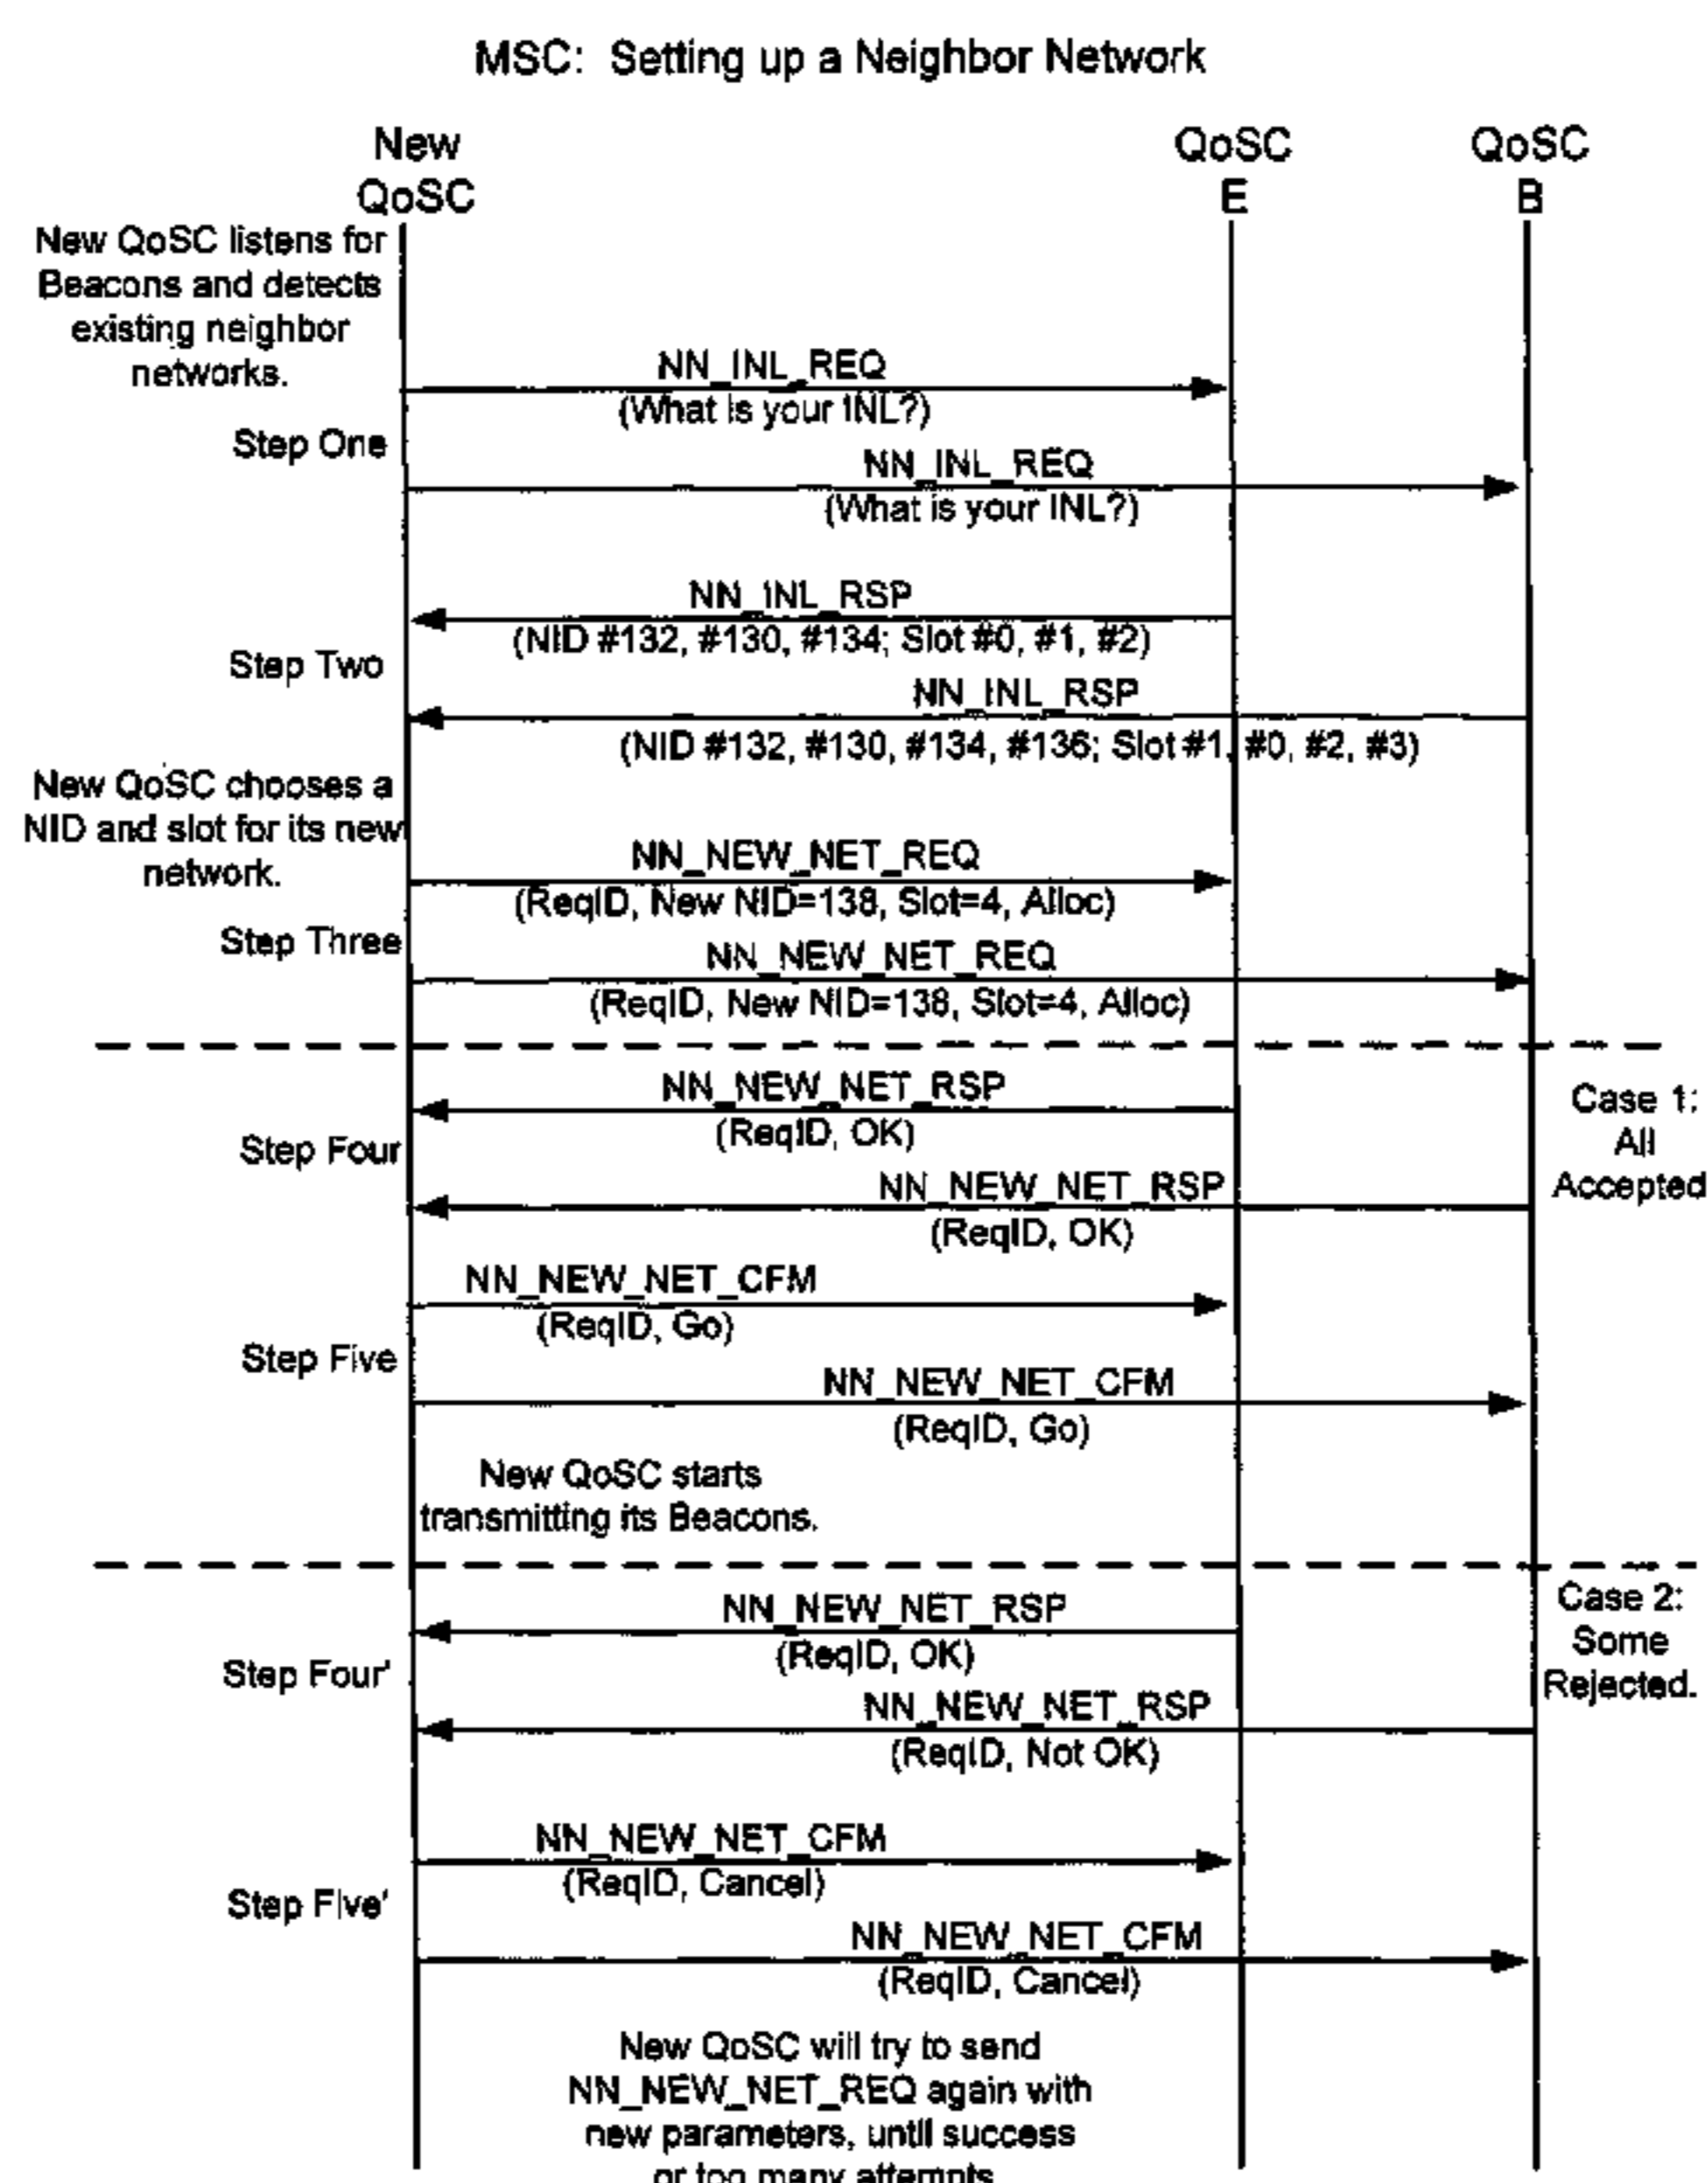 MSC: Setting up a Neighbor Network
New
QoSC
QoSC
E
QoSC
B
New QoSC listens for
Beacons and detects
existing neighbor
networks.
NN_INL_REQ
(What is your INL?)
Step One
NN_INL_REQ
(What is your INL?)
NN_INL_RSP
(NID #132, #130, #134; Slot #0, #1, #2)
Step Two
NN_INL_RSP
(NID #132, #130, #134, #136; Slot #1, #0, #2, #3)
New QoSC chooses a
NID and slot for its new
network.
NN_NEW_NET_REQ
(ReqID, New NID=138, Slot=4, Alloc)
Step Three
NN_NEW_NET_REQ
(ReqID, New NID=138, Slot=4, Alloc)
NN_NEW_NET_RSP
(ReqID, OK)
Case 1:
All
Accepted
Step Four
NN_NEW_NET_RSP
(ReqID, OK)
NN_NEW_NET_CFM
(ReqID, Go)
Step Five
NN_NEW_NET_CFM
(ReqID, Go)
New QoSC starts
transmitting its Beacons.
NN_NEW_NET_RSP
(ReqID, OK)
Case 2:
Some
Rejected.
Step Four'
NN_NEW_NET_RSP
(ReqID, Not OK)
NN_NEW_NET_CFM
(ReqID, Cancel)
Step Five'
NN_NEW_NET_CFM
(ReqID, Cancel)
New QoSC will try to send
NN_NEW_NET_REQ again with
new parameters, until success
or too many attempts